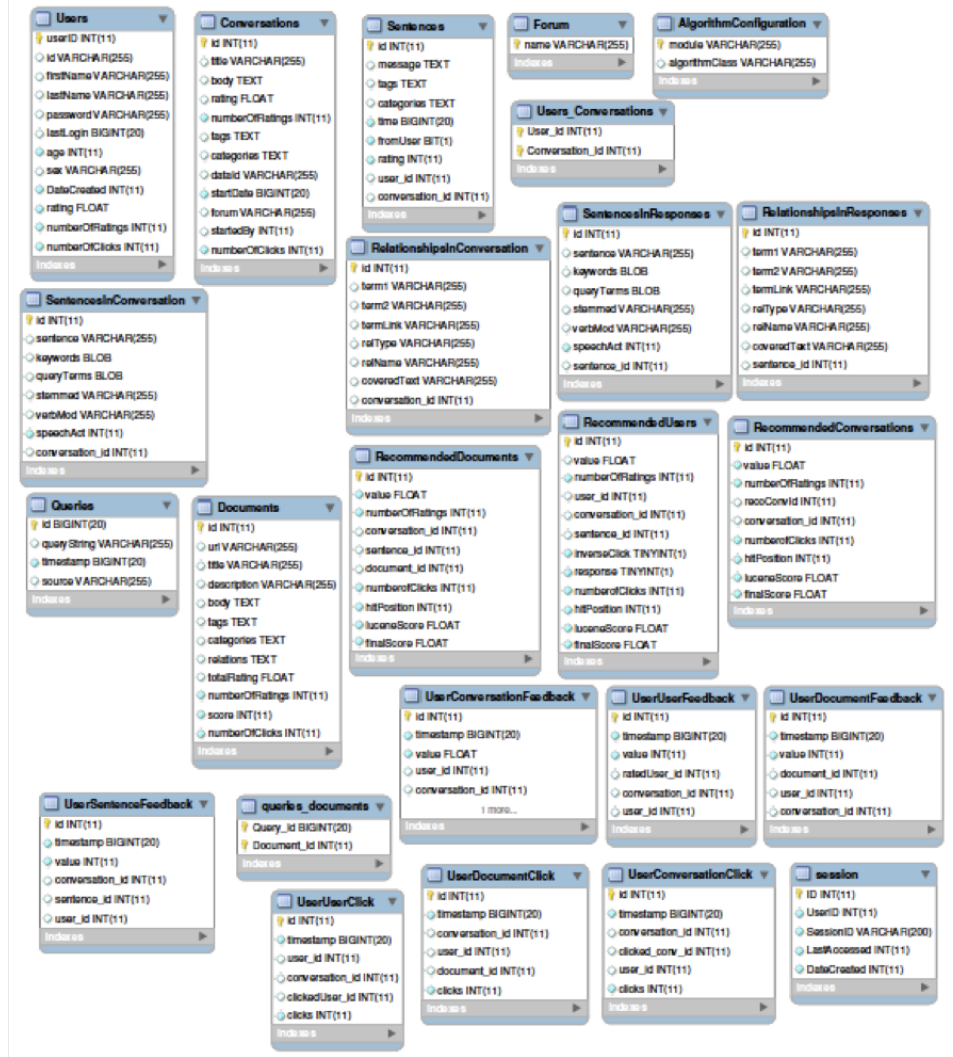 Users
userID INT(11)
id VARCHAR(255)
firstName VARCHAR(255)
lastName VARCHAR(255)
password VARCHAR(255)
lastLogin BIGINT(20)
age INT(11)
sex VARCHAR(255)
DateCreated INT(11)
rating FLOAT
numberOfRatings INT(11)
numberOfClicks INT(11)
Indexes
Conversations
id INT(11)
title VARCHAR(255)
body TEXT
rating FLOAT
numberOfRatings INT(11)
tags TEXT
categories TEXT
dataId VARCHAR(255)
startDate BIGINT(20)
forum VARCHAR(255)
startedBy INT(11)
numberOfClicks INT(11)
Indexes
Sentences
id INT(11)
message TEXT
tags TEXT
categories TEXT
time BIGINT(20)
fromUser BIT(1)
rating INT(11)
user_id INT(11)
conversation_id INT(11)
Indexes
Forum
name VARCHAR(255)
Indexes
AlgorithmConfiguration
module VARCHAR(255)
algorithmClass VARCHAR(255)
Indexes
Users_Conversations
User_id INT(11)
Conversation_id INT(11)
Indexes
SentencesInConversation
id INT(11)
sentence VARCHAR(255)
keywords BLOB
queryTerms BLOB
stemmed VARCHAR(255)
verbMod VARCHAR(255)
speechAct INT(11)
conversation_id INT(11)
Indexes
RelationshipsInConversation
id INT(11)
term1 VARCHAR(255)
term2 VARCHAR(255)
termLink VARCHAR(255)
relType VARCHAR(255)
relName VARCHAR(255)
coveredText VARCHAR(255)
conversation_id INT(11)
Indexes
SentencesInResponses
id INT(11)
sentence VARCHAR(255)
keywords BLOB
queryTerms BLOB
stemmed VARCHAR(255)
verbMod VARCHAR(255)
speechAct INT(11)
sentence_id INT(11)
Indexes
RelationshipsInResponses
id INT(11)
term1 VARCHAR(255)
term2 VARCHAR(255)
termLink VARCHAR(255)
relType VARCHAR(255)
relName VARCHAR(255)
coveredText VARCHAR(255)
sentence_id INT(11)
Indexes
Queries
id BIGINT(20)
queryString VARCHAR(255)
timestamp BIGINT(20)
source VARCHAR(255)
Indexes
Documents
id INT(11)
url VARCHAR(255)
title VARCHAR(255)
description VARCHAR(255)
body TEXT
tags TEXT
categories TEXT
relations TEXT
totalRating FLOAT
numberOfRatings INT(11)
score INT(11)
numberOfClicks INT(11)
Indexes
RecommendedDocuments
id INT(11)
value FLOAT
numberOfRatings INT(11)
conversation_id INT(11)
sentence_id INT(11)
document_id INT(11)
numberofClicks INT(11)
hitPosition INT(11)
luceneScore FLOAT
finalScore FLOAT
Indexes
RecommendedUsers
id INT(11)
value FLOAT
numberOfRatings INT(11)
user_id INT(11)
conversation_id INT(11)
sentence_id INT(11)
inverseClick TINYINT(1)
response TINYINT(1)
numberofClicks INT(11)
hitPosition INT(11)
luceneScore FLOAT
finalScore FLOAT
Indexes
RecommendedConversations
id INT(11)
value FLOAT
numberOfRatings INT(11)
recoConvId INT(11)
conversation_id INT(11)
numberofClicks INT(11)
hitPosition INT(11)
luceneScore FLOAT
finalScore FLOAT
Indexes
UserConversationFeedback
id INT(11)
timestamp BIGINT(20)
value FLOAT
user_id INT(11)
conversation_id INT(11)
1 more...
Indexes
UserUserFeedback
id INT(11)
timestamp BIGINT(20)
value INT(11)
ratedUser_id INT(11)
conversation_id INT(11)
user_id INT(11)
Indexes
UserDocumentFeedback
id INT(11)
timestamp BIGINT(20)
value INT(11)
document_id INT(11)
user_id INT(11)
conversation_id INT(11)
Indexes
UserSentenceFeedback
id INT(11)
timestamp BIGINT(20)
value INT(11)
conversation_id INT(11)
sentence_id INT(11)
user_id INT(11)
Indexes
queries_documents
Query_id BIGINT(20)
Document_id INT(11)
Indexes
UserUserClick
id INT(11)
timestamp BIGINT(20)
user_id INT(11)
conversation_id INT(11)
clickedUser_id INT(11)
clicks INT(11)
Indexes
UserDocumentClick
id INT(11)
timestamp BIGINT(20)
conversation_id INT(11)
user_id INT(11)
document_id INT(11)
clicks INT(11)
Indexes
UserConversationClick
id INT(11)
timestamp BIGINT(20)
conversation_id INT(11)
clicked_conv_id INT(11)
user_id INT(11)
clicks INT(11)
Indexes
session
ID INT(11)
UserID INT(11)
SessionID VARCHAR(200)
LastAccessed INT(11)
DateCreated INT(11)
Indexes